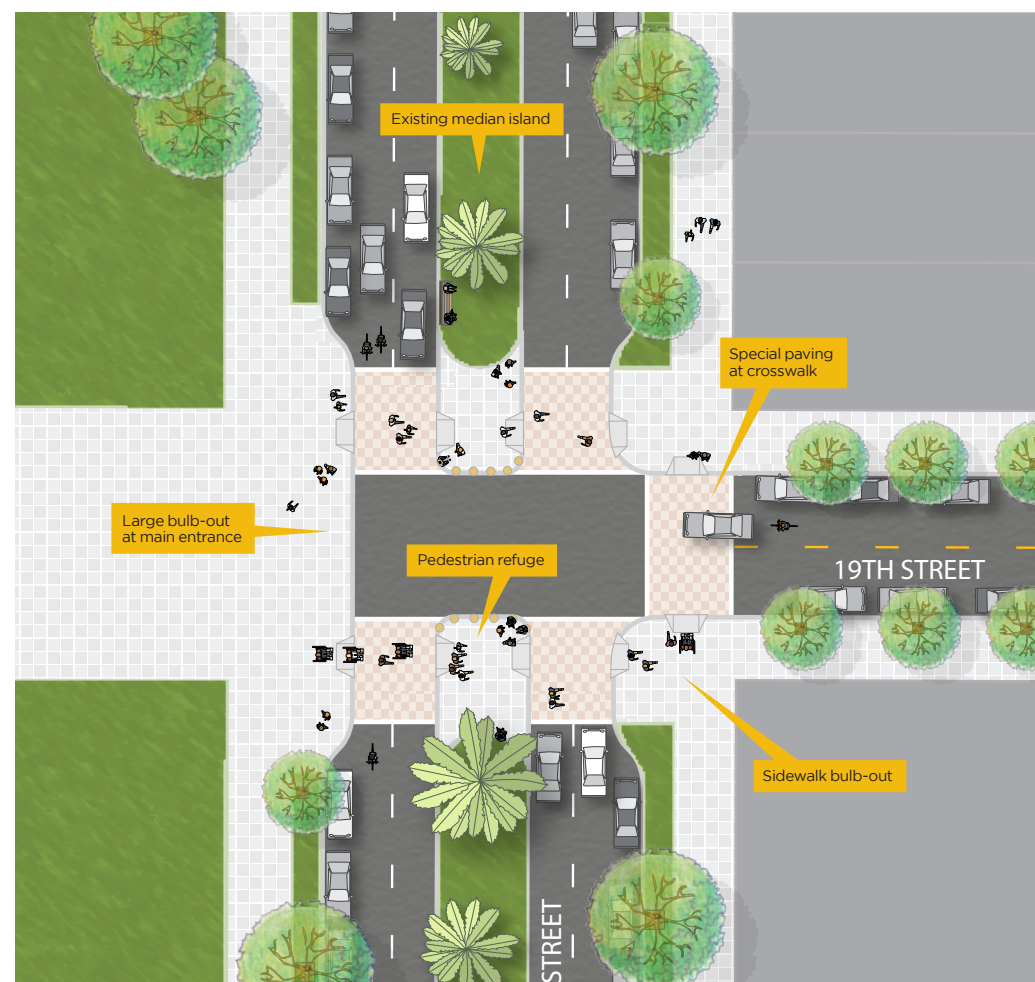 Existing median island
Special paving
at crosswalk
Large bulb-out
at main entrance
Pedestrian refuge
19TH STREET
Sidewalk bulb-out
STREET